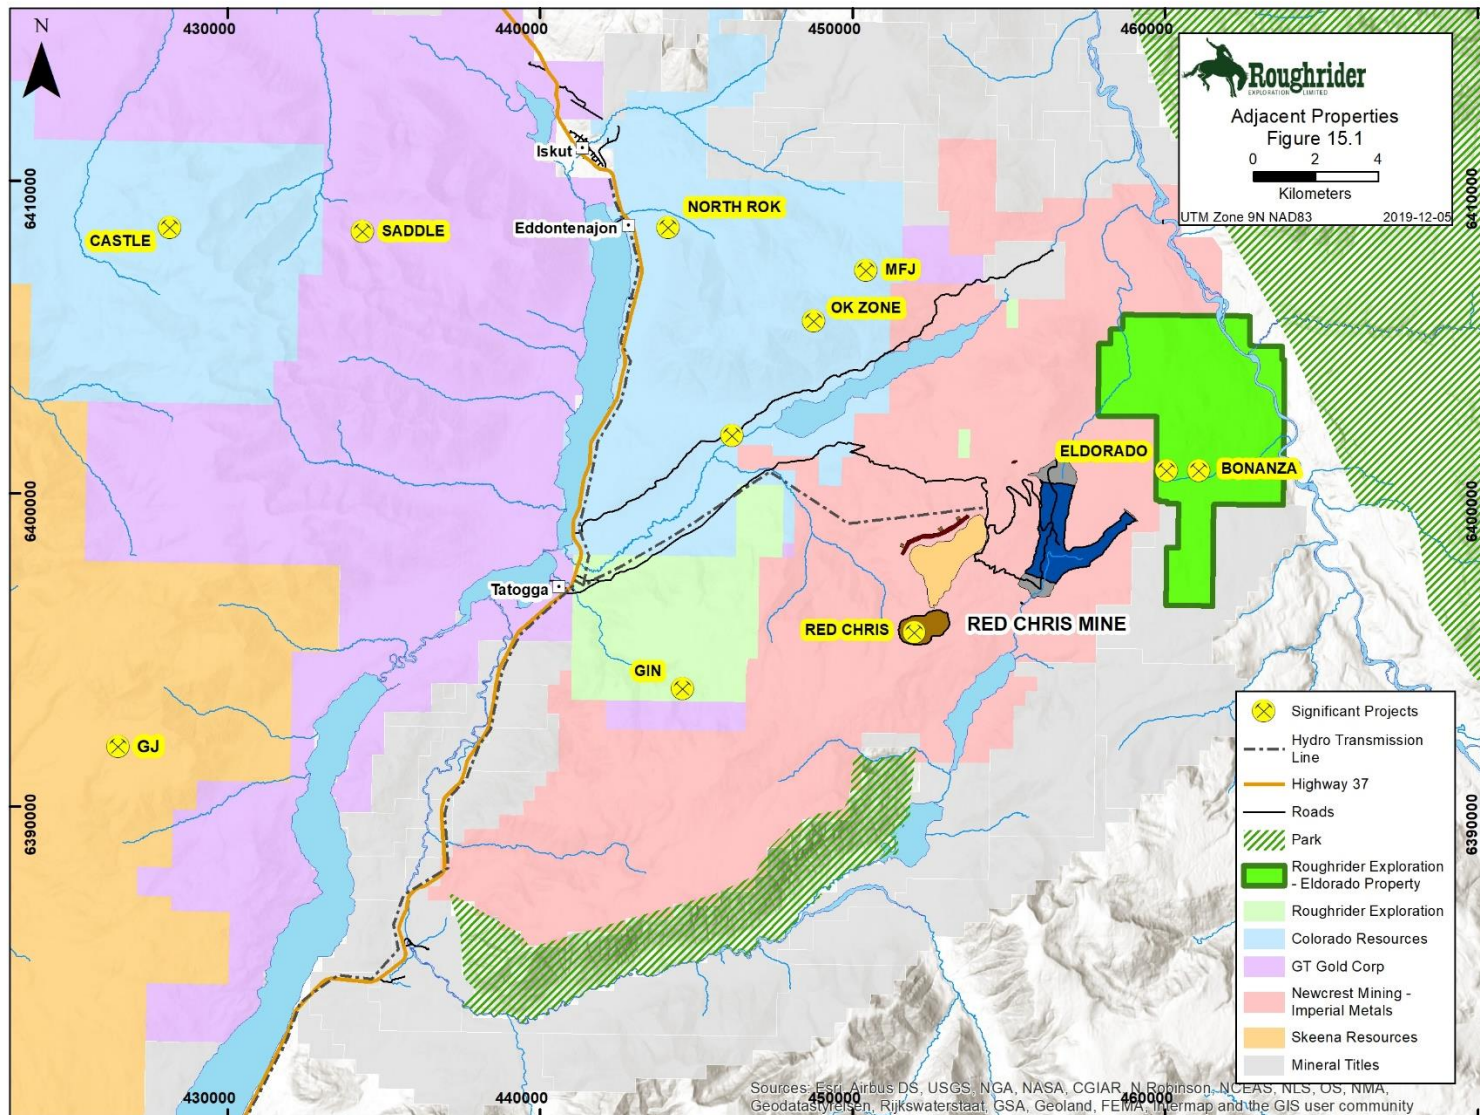 430000
440000
450000
460000
N
Roughrider
EXPLORATION LIMITED
Adjacent Properties
Figure 15.1
0 2 4
Kilometers
UTM Zone 9N NAD83 2019-12-05
6410000
6410000
Iskut
Eddontenajon
NORTH ROK
CASTLE
SADDLE
MFJ
OK ZONE
ELDORADO
BONANZA
6400000
6400000
Tatogga
RED CHRIS
RED CHRIS MINE
GIN
GJ
6390000
6390000
Significant Projects
Hydro Transmission
Line
Highway 37
Roads
Park
Roughrider Exploration
- Eldorado Property
Roughrider Exploration
Colorado Resources
GT Gold Corp
Newcrest Mining -
Imperial Metals
Skeena Resources
Mineral Titles
Sources: Esri, Airbus DS, USGS, NGA, NASA, CGIAR, N Robinson, NCEAS, NLS, OS, NMA,
Geodatastyrelsen, Rijkswaterstaat, GSA, Geoland, FEMA, Intermap and the GIS user community
430000
440000
450000
460000